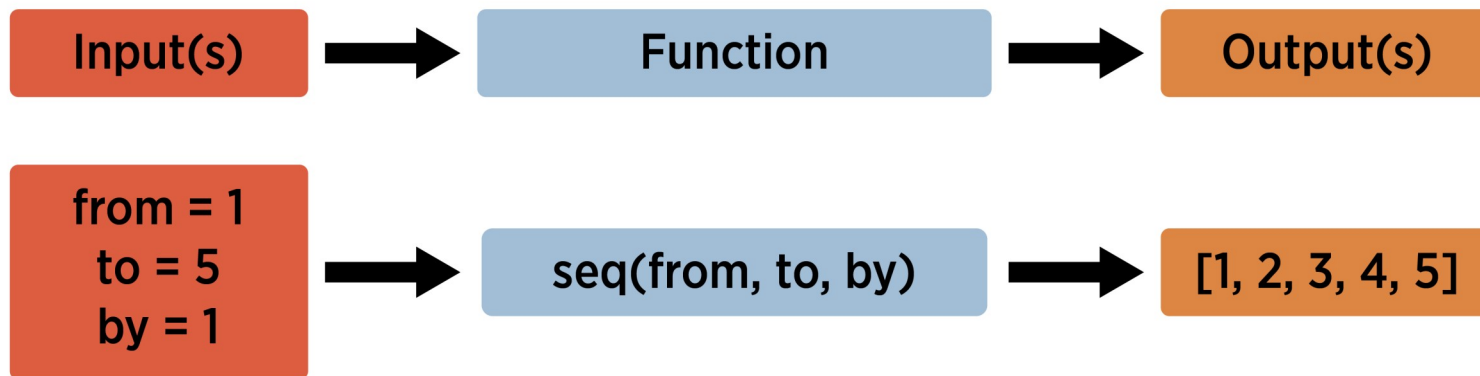 Input(s)
Function
Output(s)
from = 1
to = 5
by = 1
seq(from, to, by)
[1, 2, 3, 4, 5]